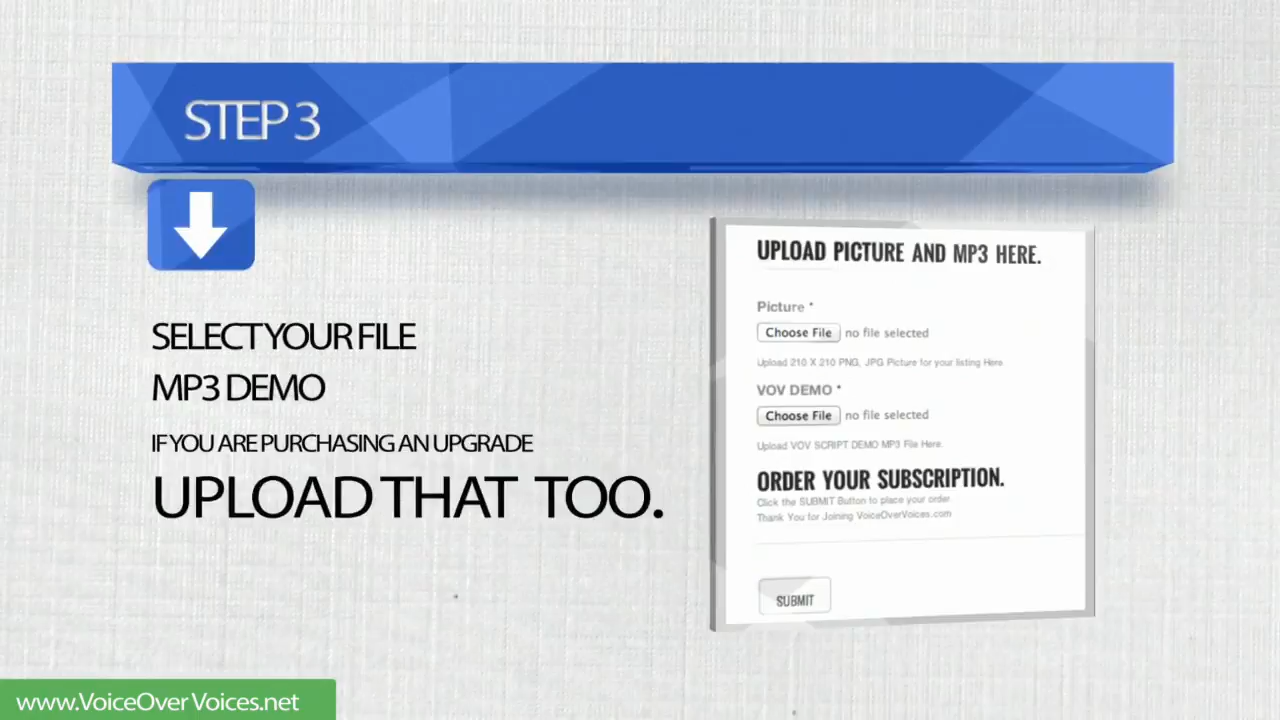 STEP 3
SELECT YOUR FILE
MP3 DEMO
IF YOU ARE PURCHASING AN UPGRADE
UPLOAD THAT TOO.
UPLOAD PICTURE AND MP3 HERE.
Picture *
Choose File no file selected
Upload 210 X 210 PNG, JPG Picture for your listing Here
VOV DEMO *
Choose File no file selected
Upload VOV SCRIPT DEMO MP3 File Here.
ORDER YOUR SUBSCRIPTION.
Click the SUBMIT Button to place your order
Thank You for Joining VoiceOverVoices.com
SUBMIT
www.VoiceOverVoices.net